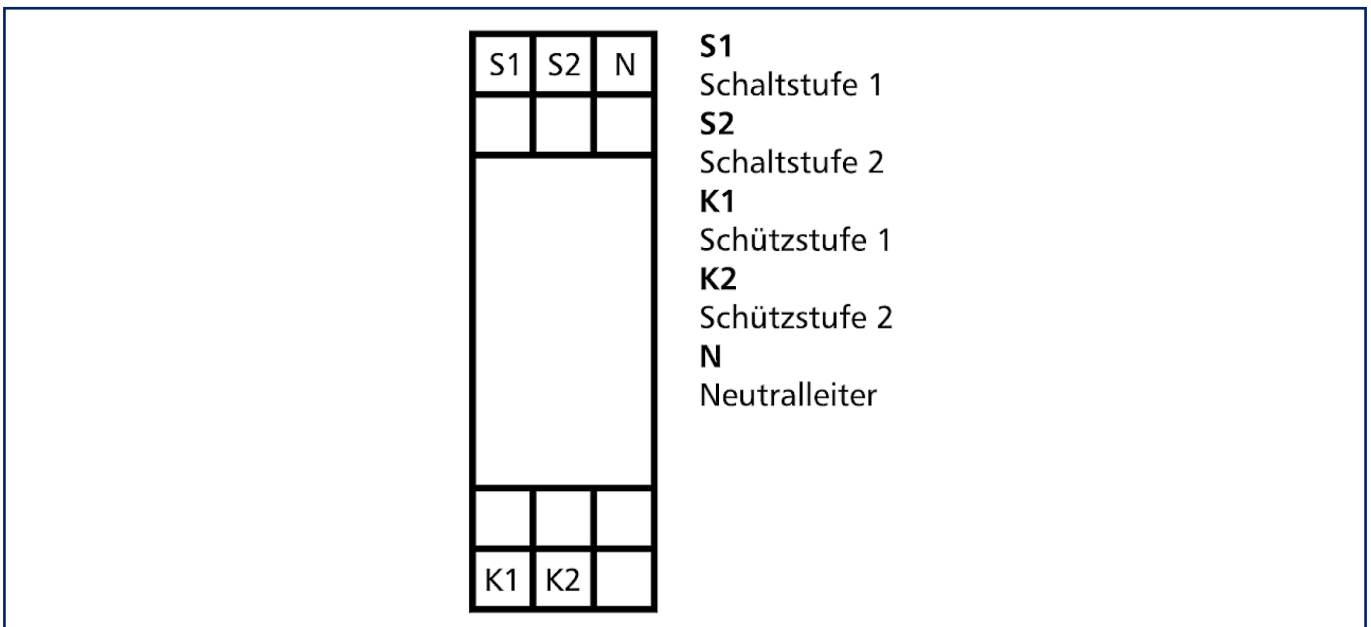 S1 S2 N
K1 K2
S1
Schaltstufe 1
S2
Schaltstufe 2
K1
Schützstufe 1
K2
Schützstufe 2
N
Neutralleiter